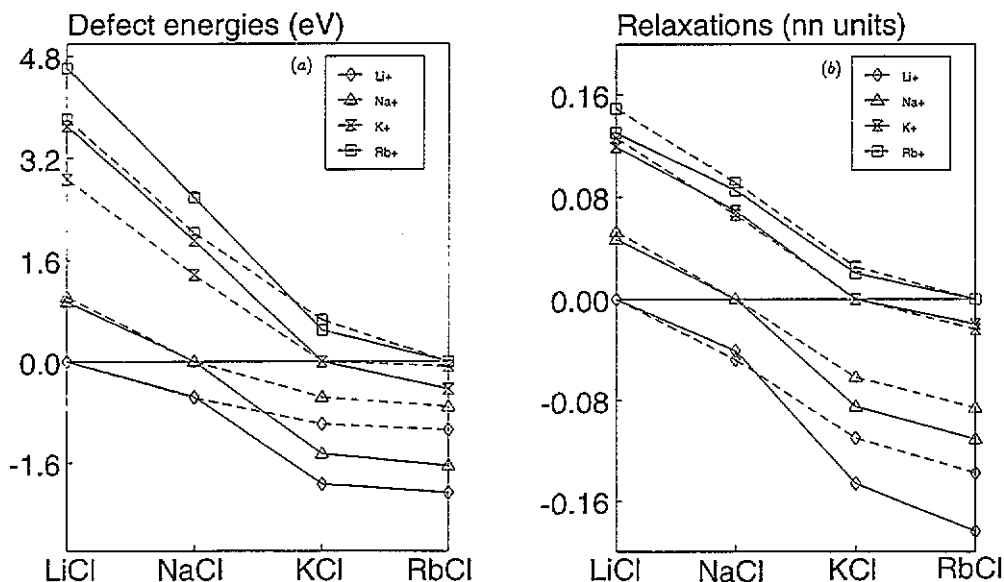 Defect energies (eV)
4.8
3.2
1.6
0.0
-1.6
(a)
Li+
Na+
K+
Rb+
LiCl
NaCl
KCl
RbCl
Relaxations (nn units)
0.16
0.08
0.00
-0.08
-0.16
(b)
Li+
Na+
K+
Rb+
LiCl
NaCl
KCl
RbCl